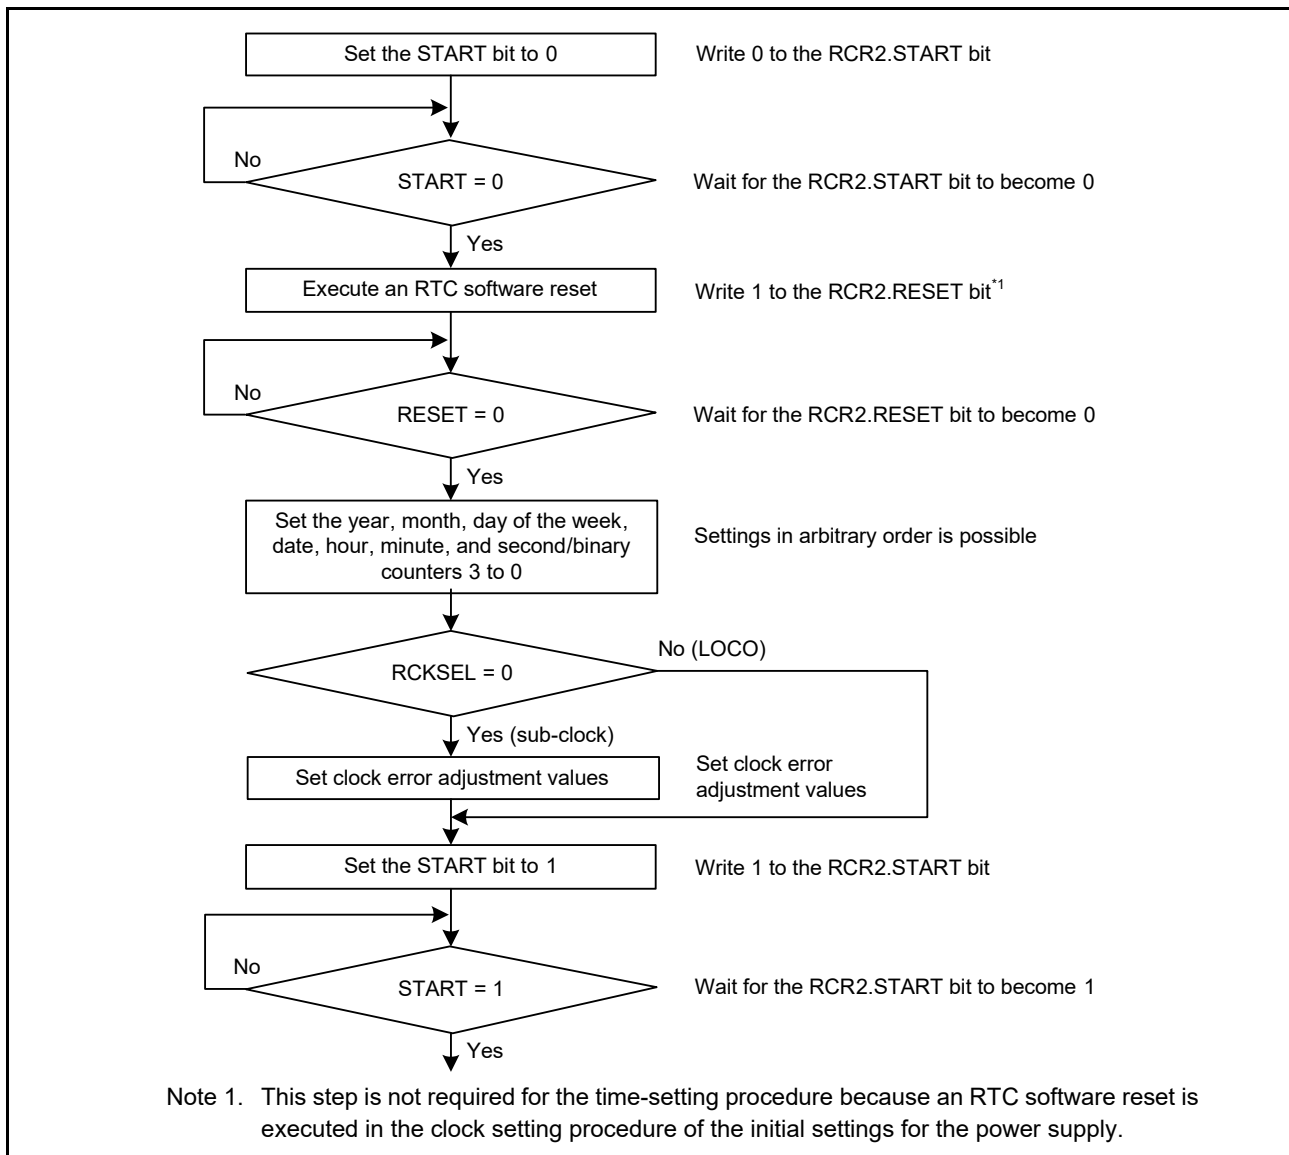 Set the START bit to 0
Write 0 to the RCR2.START bit
No
START = 0
Wait for the RCR2.START bit to become 0
Yes
Execute an RTC software reset
Write 1 to the RCR2.RESET bit*1
No
RESET = 0
Wait for the RCR2.RESET bit to become 0
Yes
Set the year, month, day of the week,
date, hour, minute, and second/binary
counters 3 to 0
Settings in arbitrary order is possible
No (LOCO)
RCKSEL = 0
Yes (sub-clock)
Set clock error adjustment values
Set clock error
adjustment values
Set the START bit to 1
Write 1 to the RCR2.START bit
No
START = 1
Wait for the RCR2.START bit to become 1
Yes
Note 1. This step is not required for the time-setting procedure because an RTC software reset is
executed in the clock setting procedure of the initial settings for the power supply.